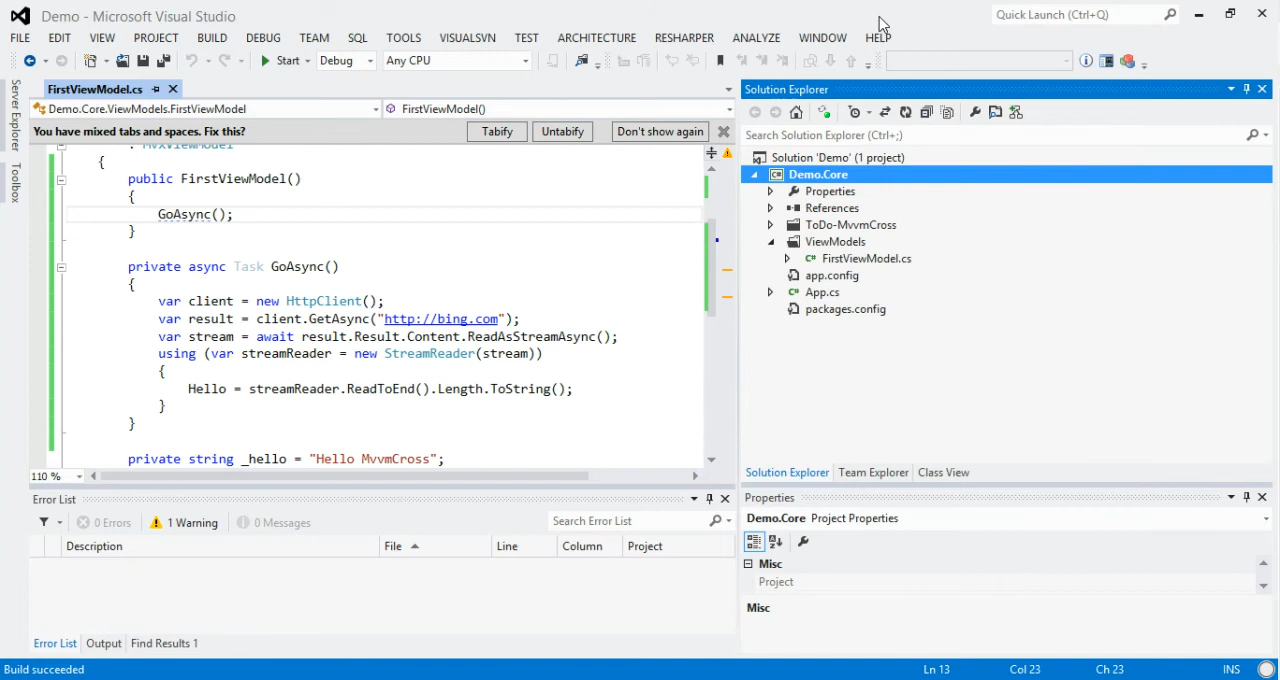 Demo - Microsoft Visual Studio
Quick Launch (Ctrl+Q)
FILE EDIT VIEW PROJECT BUILD DEBUG TEAM SQL TOOLS VISUALSVN TEST ARCHITECTURE RESHARPER ANALYZE WINDOW HELP
Start Debug Any CPU
Server Explorer
Toolbox
FirstViewModel.cs
Demo.Core.ViewModels.FirstViewModel
FirstViewModel()
You have mixed tabs and spaces. Fix this? Tabify Untabify Don't show again
: MvxViewModel
{
public FirstViewModel()
{
GoAsync();
}
private async Task GoAsync()
{
var client = new HttpClient();
var result = client.GetAsync("http://bing.com");
var stream = await result.Result.Content.ReadAsStreamAsync();
using (var streamReader = new StreamReader(stream))
{
Hello = streamReader.ReadToEnd().Length.ToString();
}
}
private string _hello = "Hello MvvmCross";
110 %
Error List
0 Errors 1 Warning 0 Messages Search Error List
Description File Line Column Project
Error List Output Find Results 1
Solution Explorer
Search Solution Explorer (Ctrl+;)
Solution 'Demo' (1 project)
C# Demo.Core
Properties
References
ToDo-MvvmCross
ViewModels
C# FirstViewModel.cs
app.config
C# App.cs
packages.config
Solution Explorer Team Explorer Class View
Properties
Demo.Core Project Properties
Misc
Project
Misc
Build succeeded Ln 13 Col 23 Ch 23 INS